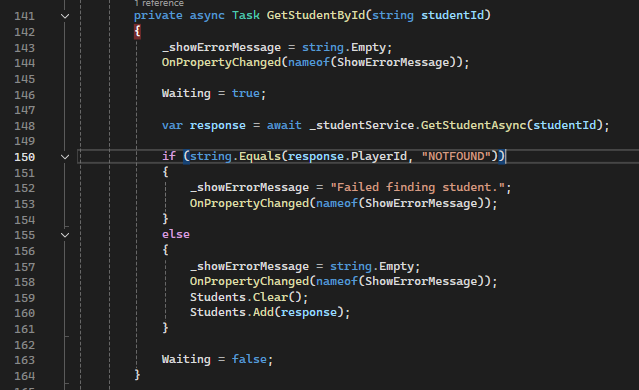 1 reference
141 private async Task GetStudentById(string studentId)
142 {
143 _showErrorMessage = string.Empty;
144 OnPropertyChanged(nameof(ShowErrorMessage));
145
146 Waiting = true;
147
148 var response = await _studentService.GetStudentAsync(studentId);
149
150 if (string.Equals(response.PlayerId, "NOTFOUND"))
151 {
152 _showErrorMessage = "Failed finding student.";
153 OnPropertyChanged(nameof(ShowErrorMessage));
154 }
155 else
156 {
157 _showErrorMessage = string.Empty;
158 OnPropertyChanged(nameof(ShowErrorMessage));
159 Students.Clear();
160 Students.Add(response);
161 }
162
163 Waiting = false;
164 }